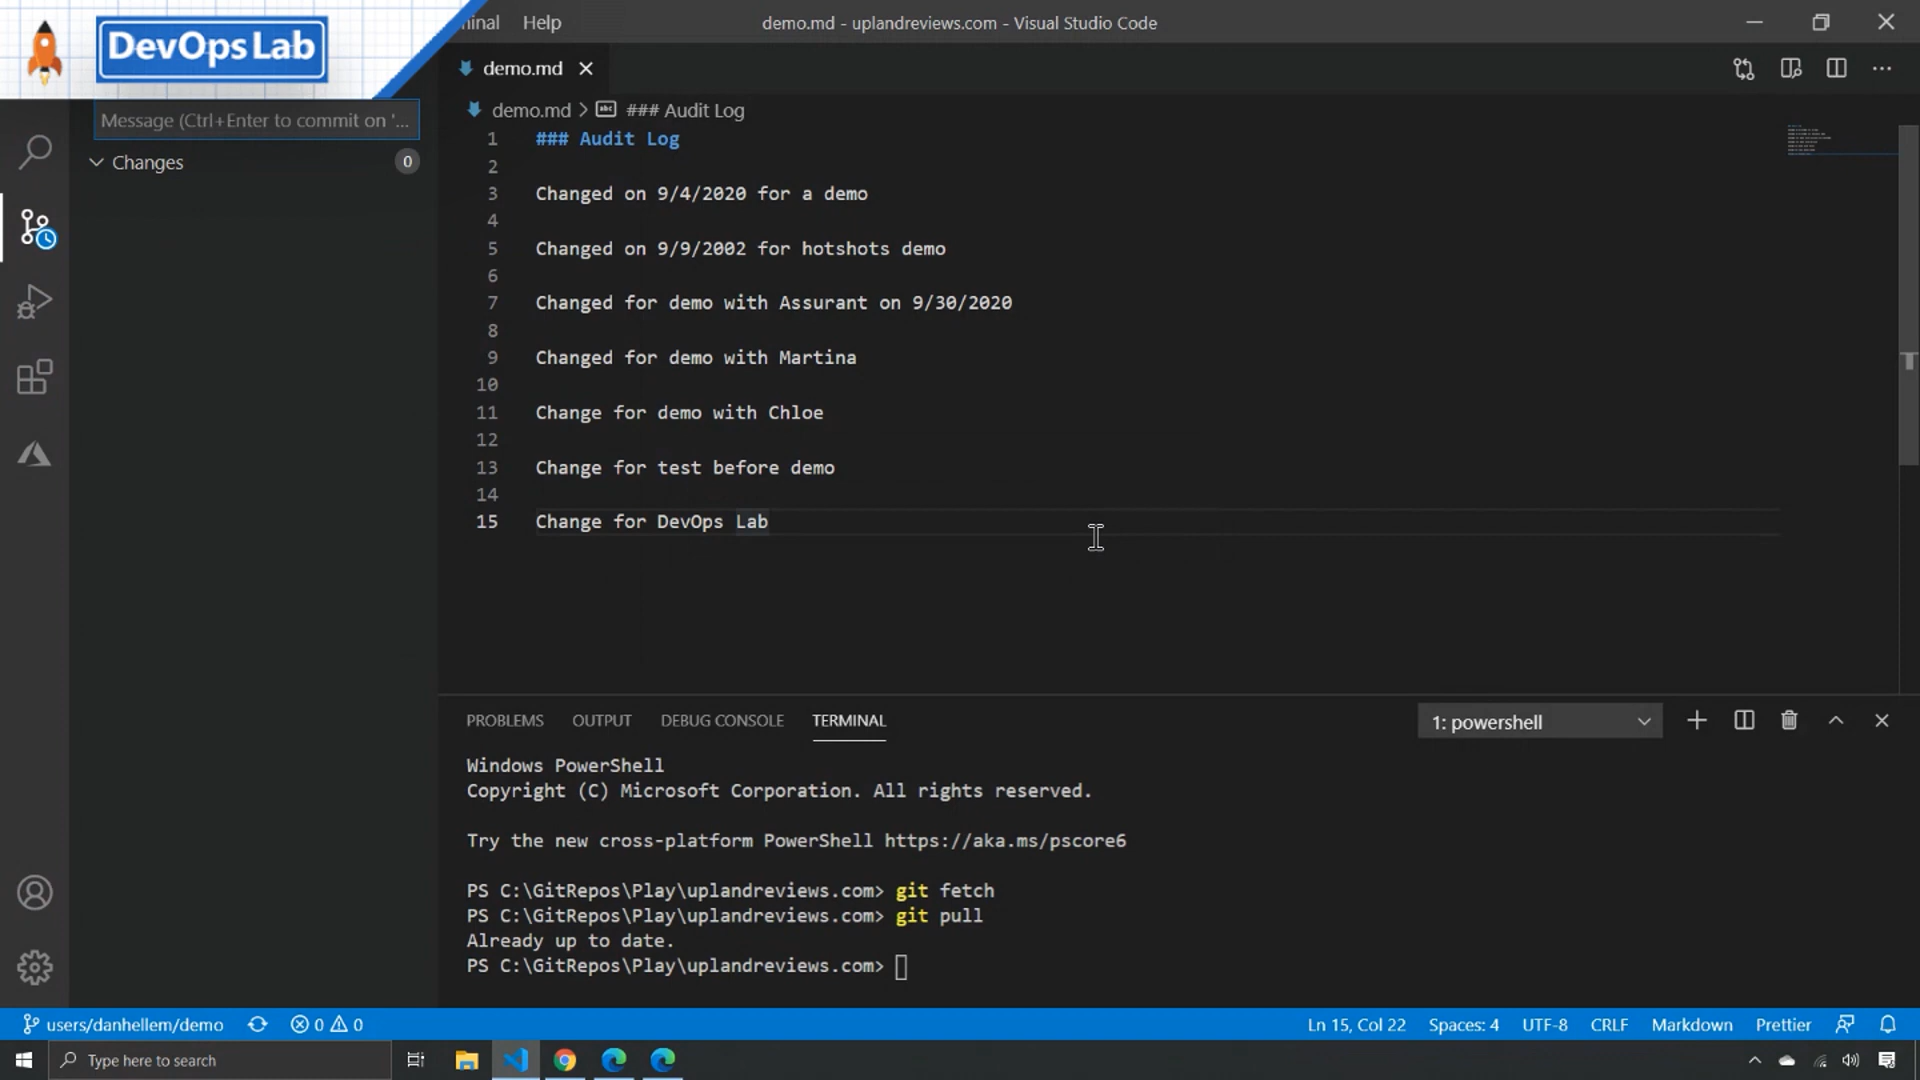 DevOps Lab
minal Help
demo.md - uplandreviews.com - Visual Studio Code
demo.md
demo.md > ### Audit Log
Message (Ctrl+Enter to commit on '...
Changes 0
1 ### Audit Log
2
3 Changed on 9/4/2020 for a demo
4
5 Changed on 9/9/2002 for hotshots demo
6
7 Changed for demo with Assurant on 9/30/2020
8
9 Changed for demo with Martina
10
11 Change for demo with Chloe
12
13 Change for test before demo
14
15 Change for DevOps Lab
PROBLEMS OUTPUT DEBUG CONSOLE TERMINAL
1: powershell
Windows PowerShell
Copyright (C) Microsoft Corporation. All rights reserved.
Try the new cross-platform PowerShell https://aka.ms/pscore6
PS C:\GitRepos\Play\uplandreviews.com> git fetch
PS C:\GitRepos\Play\uplandreviews.com> git pull
Already up to date.
PS C:\GitRepos\Play\uplandreviews.com>
users/danhellem/demo 0 0
Ln 15, Col 22 Spaces: 4 UTF-8 CRLF Markdown Prettier
Type here to search